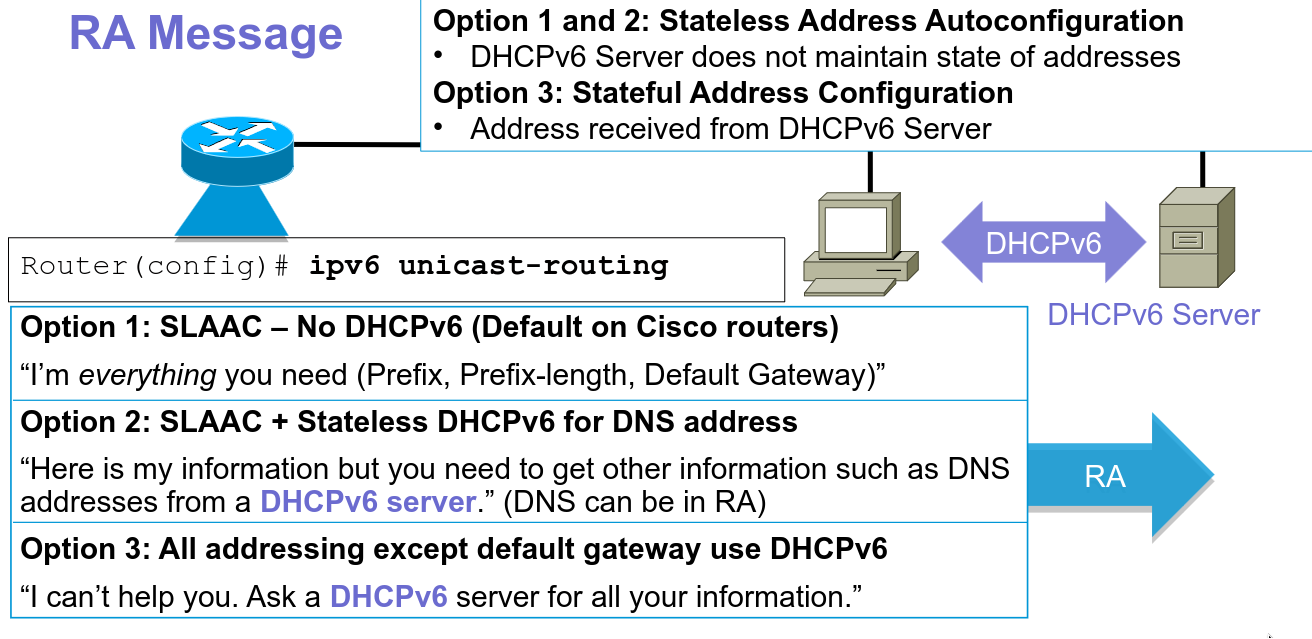 RA Message
Option 1 and 2: Stateless Address Autoconfiguration
• DHCPv6 Server does not maintain state of addresses
Option 3: Stateful Address Configuration
• Address received from DHCPv6 Server
Router(config)# ipv6 unicast-routing
DHCPv6
DHCPv6 Server
Option 1: SLAAC – No DHCPv6 (Default on Cisco routers)
“I’m everything you need (Prefix, Prefix-length, Default Gateway)”
Option 2: SLAAC + Stateless DHCPv6 for DNS address
“Here is my information but you need to get other information such as DNS
addresses from a DHCPv6 server.” (DNS can be in RA)
RA
Option 3: All addressing except default gateway use DHCPv6
“I can’t help you. Ask a DHCPv6 server for all your information.”